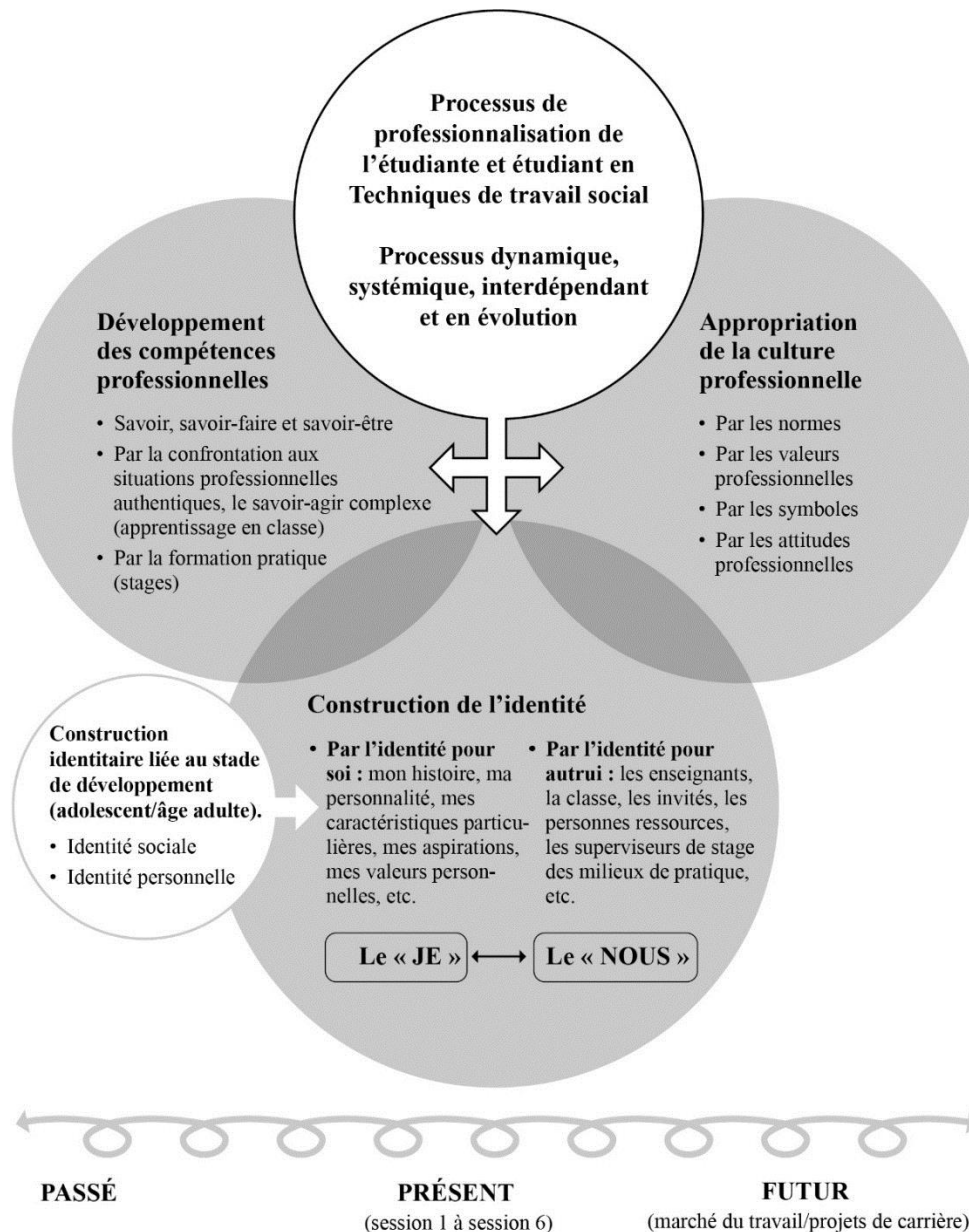 Processus de
professionnalisation de
l’étudiante et étudiant en
Techniques de travail social
Processus dynamique,
systémique, interdépendant
et en évolution
Développement
des compétences
professionnelles
• Savoir, savoir-faire et savoir-être
• Par la confrontation aux
situations professionnelles
authentiques, le savoir-agir complexe
(apprentissage en classe)
• Par la formation pratique
(stages)
Appropriation
de la culture
professionnelle
• Par les normes
• Par les valeurs
professionnelles
• Par les symboles
• Par les attitudes
professionnelles
Construction
identitaire liée au stade
de développement
(adolescent/âge adulte).
• Identité sociale
• Identité personnelle
Construction de l’identité
• Par l’identité pour
soi : mon histoire, ma
personnalité, mes
caractéristiques particu-
lières, mes aspirations,
mes valeurs person-
nelles, etc.
• Par l’identité pour
autrui : les enseignants,
la classe, les invités, les
personnes ressources,
les superviseurs de stage
des milieux de pratique,
etc.
Le « JE »
Le « NOUS »
PASSÉ
PRÉSENT
(session 1 à session 6)
FUTUR
(marché du travail/projets de carrière)